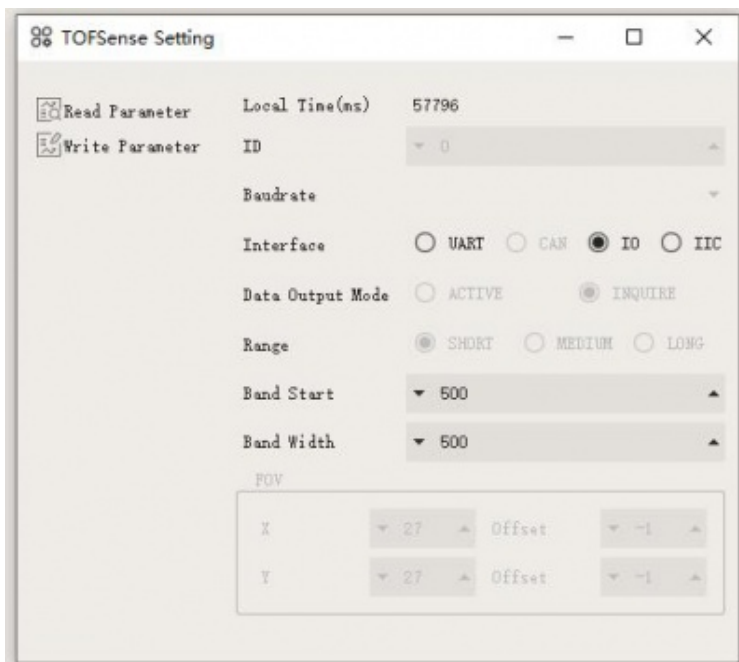 TOFSense Setting
Read Parameter
Write Parameter
Local Time(ms) 57796
ID 0
Baudrate
Interface UART CAN IO IIC
Data Output Mode ACTIVE INQUIRE
Range SHORT MEDIUM LONG
Band Start 500
Band Width 500
FOV
X 27 Offset -1
Y 27 Offset -1